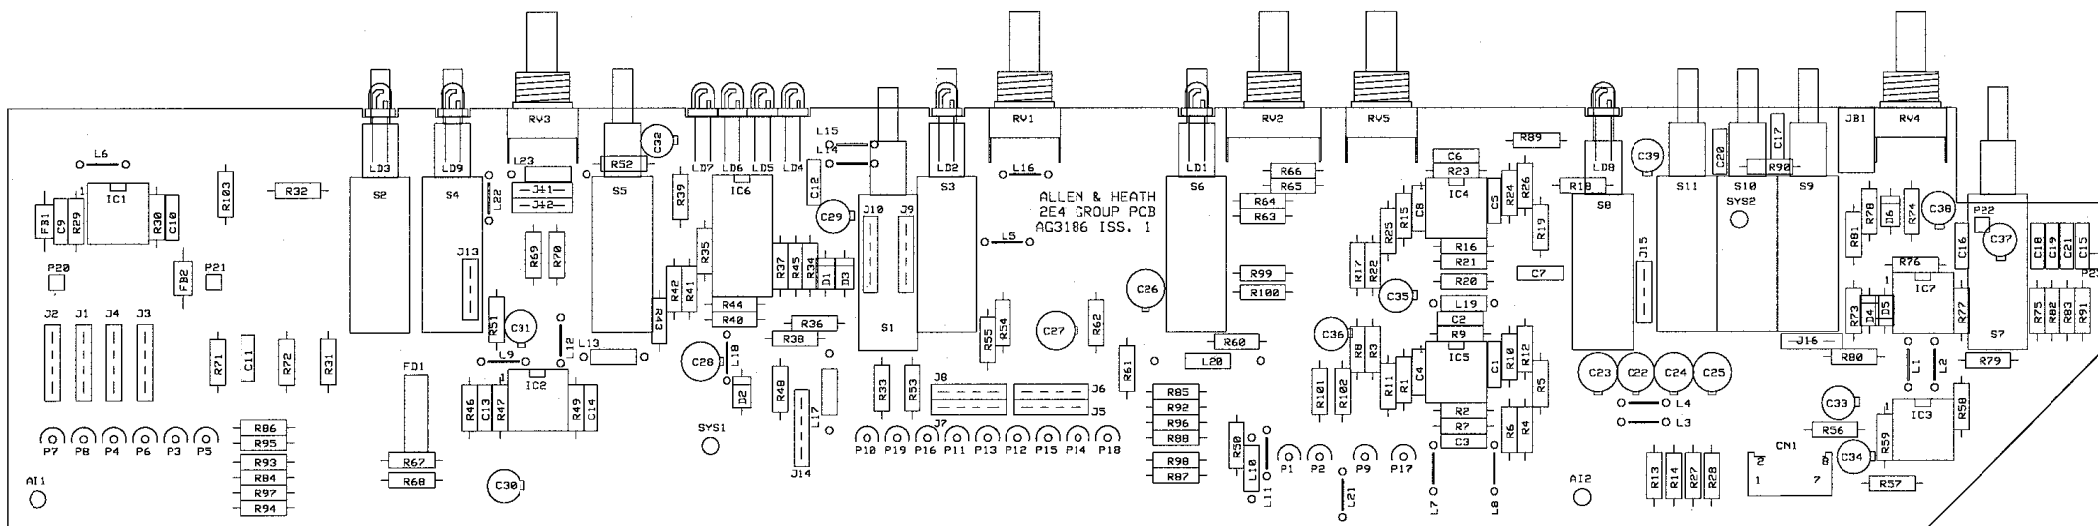 RV3
RV1
RV2
RV5
JB1
RV4
L6
LD3
LD9
L23
R52
C32
LD7
LD6
LD5
LD4
L15
L14
LD2
L16
LD1
R66
R65
C6
R23
R89
LD8
C39
C20
C17
R90
FB1
C9
R29
1
IC1
R30
C10
R103
R32
S2
S4
L22
J11
J12
S5
R39
IC6
C12
C29
J10
J9
S3
ALLEN & HEATH
2E4 GROUP PCB
AG3186 ISS. 1
S6
R64
R63
R25
R15
C8
IC4
C5
R24
R26
R19
R18
S8
S11
S10
S9
SYS2
R81
R78
D6
R74
C38
P22
C16
C37
C18
C19
C21
C15
P20
FB2
P21
J13
R69
R70
R35
R42
R41
R43
R37
R45
R34
D1
D3
L5
C26
R99
R100
R17
R22
R16
R21
R20
C35
C7
J15
R76
1
IC7
R77
R73
D4
D5
R75
R82
R83
R91
J2
J1
J4
J3
R51
C31
L12
L13
R44
R40
R36
R38
S1
R55
R54
C27
R62
R60
L20
R61
C36
R8
R3
L19
C2
R9
IC5
C1
R10
R12
R5
J16
R80
S7
R79
R71
C11
R72
R31
FD1
L9
1
IC2
R46
C13
R47
R49
C14
C28
L18
D2
R48
L17
J14
R33
R53
J8
J6
J7
J5
R85
R92
R96
R88
R98
R87
R101
R102
R11
R1
C4
R2
R7
C3
R6
R4
C23
C22
C24
C25
L4
L3
L1
L2
C33
R56
1
IC3
R58
R59
C34
R57
R86
R95
R93
R84
R97
R94
P7
P8
P4
P6
P3
P5
R67
R68
SYS1
C30
P10
P19
P16
P11
P13
P12
P15
P14
P18
R50
L10
L11
P1
P2
P9
P17
L21
L7
L8
AI1
AI2
R13
R14
R27
R28
CN1
2
8
1
7